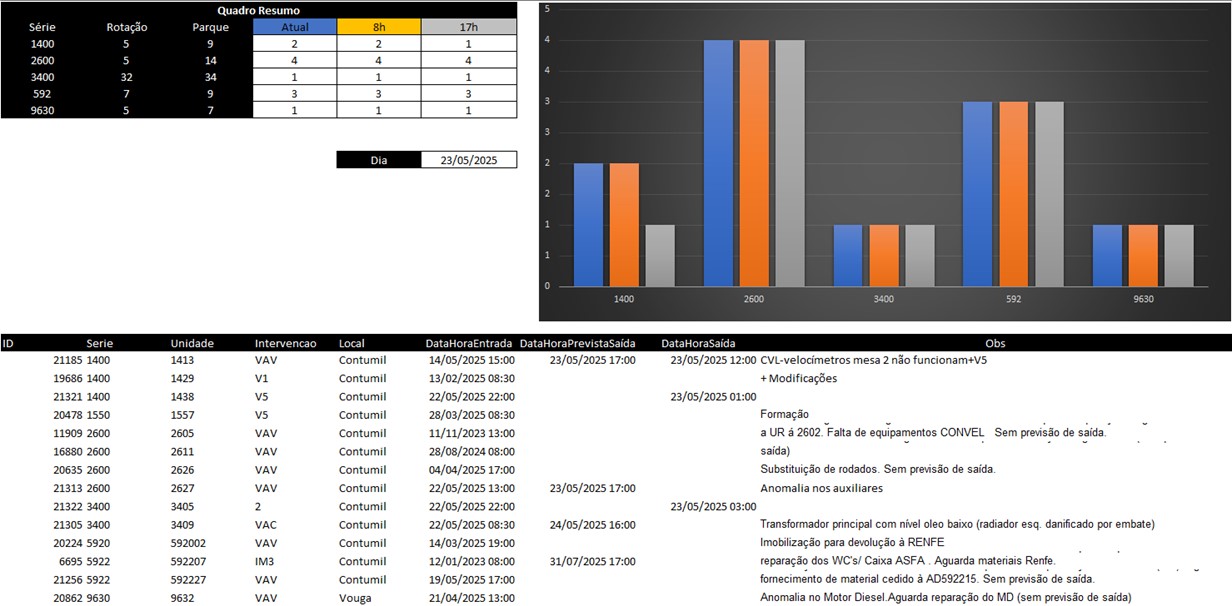 Quadro Resumo
Série Rotação Parque Atual 8h 17h
1400 5 9 2 2 1
2600 5 14 4 4 4
3400 32 34 1 1 1
592 7 9 3 3 3
9630 5 7 1 1 1
Dia 23/05/2025
5
4
4
3
3
2
2
1
1
0
1400 2600 3400 592 9630
ID Serie Unidade Intervencao Local DataHoraEntrada DataHoraPrevistaSaída DataHoraSaída Obs
21185 1400 1413 VAV Contumil 14/05/2025 15:00 23/05/2025 17:00 23/05/2025 12:00 CVL-velocímetros mesa 2 não funcionam+V5
19686 1400 1429 V1 Contumil 13/02/2025 08:30 + Modificações
21321 1400 1438 V5 Contumil 22/05/2025 22:00 23/05/2025 01:00
20478 1550 1557 V5 Contumil 28/03/2025 08:30 Formação
11909 2600 2605 VAV Contumil 11/11/2023 13:00 a UR á 2602. Falta de equipamentos CONVEL Sem previsão de saída.
16880 2600 2611 VAV Contumil 28/08/2024 08:00 saída)
20635 2600 2626 VAV Contumil 04/04/2025 17:00 Substituição de rodados. Sem previsão de saída.
21313 2600 2627 VAV Contumil 22/05/2025 13:00 23/05/2025 17:00 Anomalia nos auxiliares
21322 3400 3405 2 Contumil 22/05/2025 22:00 23/05/2025 03:00
21305 3400 3409 VAC Contumil 22/05/2025 08:30 24/05/2025 16:00 Transformador principal com nível oleo baixo (radiador esq. danificado por embate)
20224 5920 592002 VAV Contumil 14/03/2025 19:00 Imobilização para devolução à RENFE
6695 5922 592207 IM3 Contumil 12/01/2023 08:00 31/07/2025 17:00 reparação dos WC's/ Caixa ASFA . Aguarda materiais Renfe.
21256 5922 592227 VAV Contumil 19/05/2025 17:00 fornecimento de material cedido à AD592215. Sem previsão de saída.
20862 9630 9632 VAV Vouga 21/04/2025 13:00 Anomalia no Motor Diesel.Aguarda reparação do MD (sem previsão de saída)